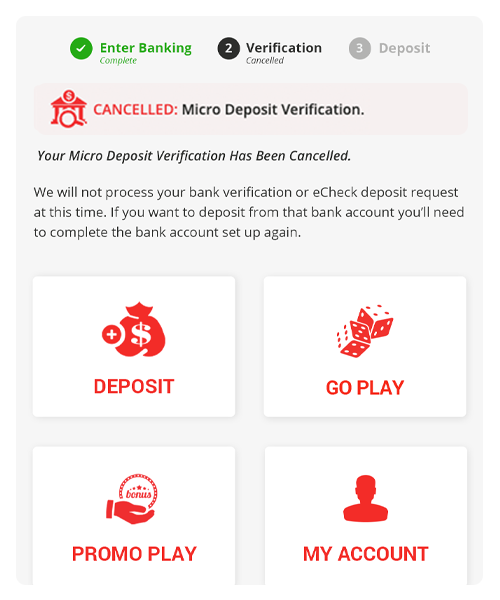 Enter Banking
Complete
2 Verification
Cancelled
3 Deposit
$
CANCELLED: Micro Deposit Verification.
Your Micro Deposit Verification Has Been Cancelled.
We will not process your bank verification or eCheck deposit request
at this time. If you want to deposit from that bank account you’ll need
to complete the bank account set up again.
$
DEPOSIT
GO PLAY
bonus
PROMO PLAY
MY ACCOUNT